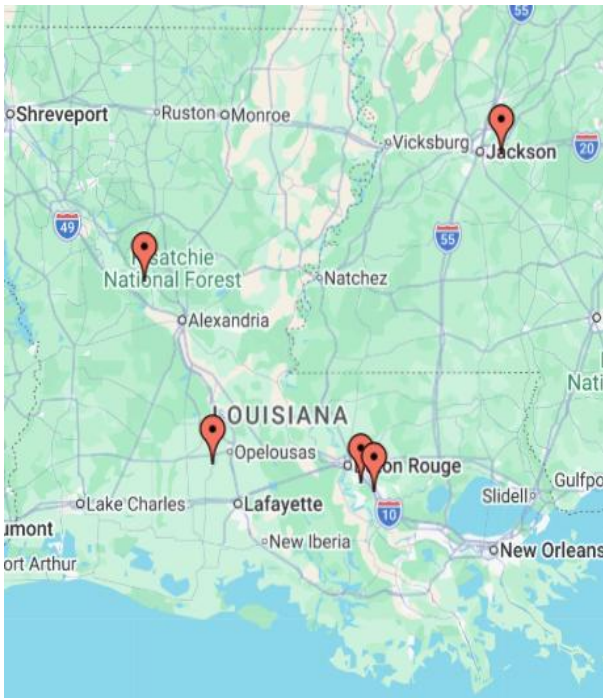 55
Shreveport
Ruston
Monroe
Vicksburg
Jackson
20
49
55
National Forest
Natchez
Alexandria
LOUISIANA
Opelousas
Rouge
Lake Charles
Lafayette
10
Slidell
Gulfpo
umont
New Iberia
New Orleans
ort Arthur
Nati